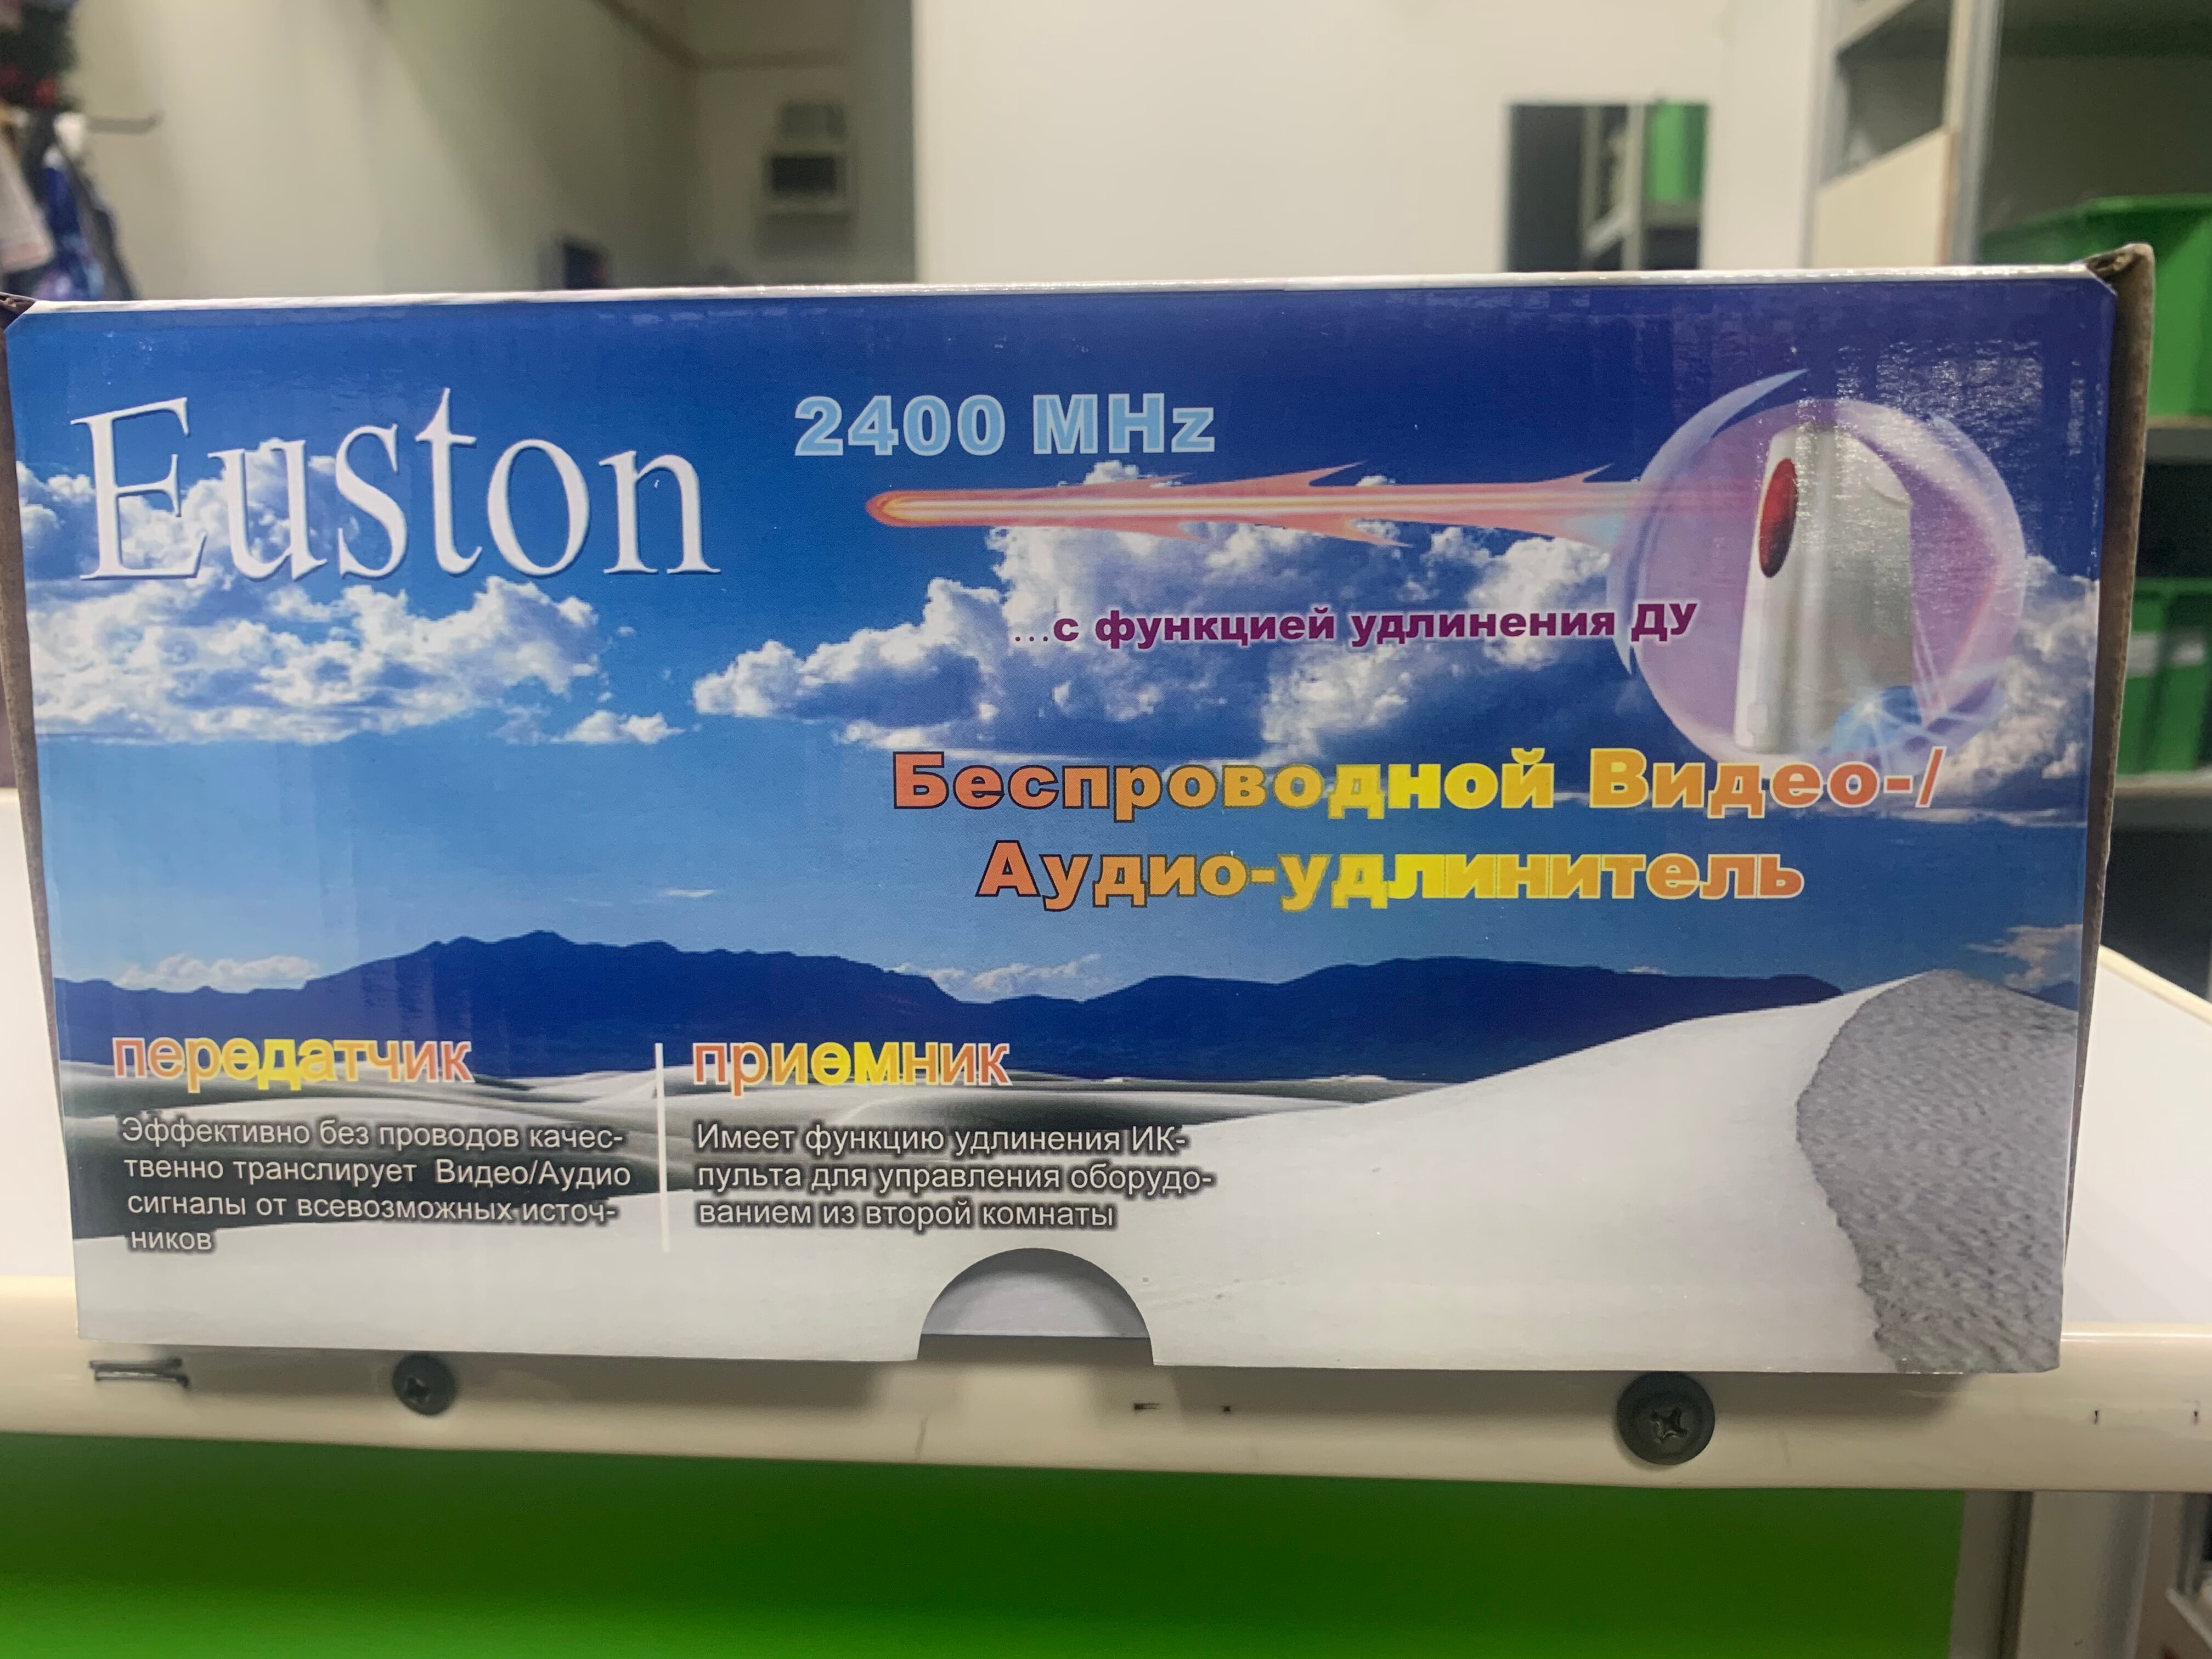 Euston
2400 MHz
...с функцией удлинения ДУ
Беспроводной Видео-/
Аудио-удлинитель
передатчик
Эффективно без проводов качес-
твенно транслирует Видео/Аудио
сигналы от всевозможных источ-
ников
приемник
Имеет функцию удлинения ИК-
пульта для управления оборудо-
ванием из второй комнаты